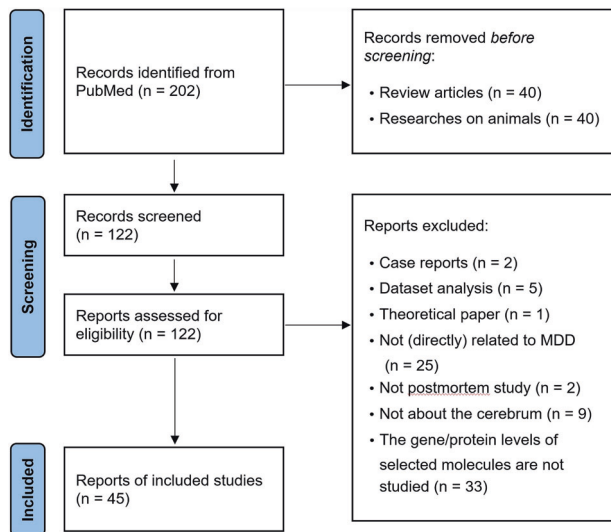 Identification
Records identified from
PubMed (n = 202)
Records removed before
screening:
• Review articles (n = 40)
• Researches on animals (n = 40)
Screening
Records screened
(n = 122)
Reports assessed for
eligibility (n = 122)
Reports excluded:
• Case reports (n = 2)
• Dataset analysis (n = 5)
• Theoretical paper (n = 1)
• Not (directly) related to MDD
(n = 25)
• Not postmortem study (n = 2)
• Not about the cerebrum (n = 9)
• The gene/protein levels of
selected molecules are not
studied (n = 33)
Included
Reports of included studies
(n = 45)